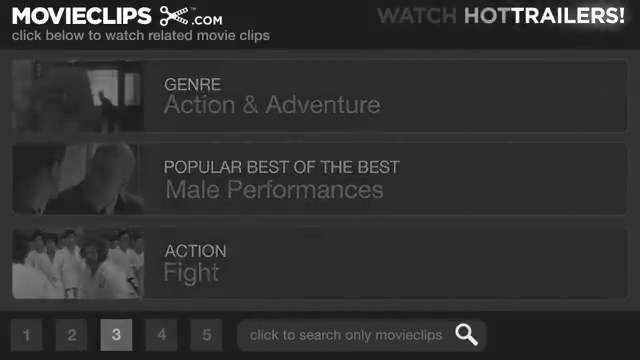 MOVIECLIPS .COM
WATCH HOTTRAILERS!
click below to watch related movie clips
GENRE
Action & Adventure
POPULAR BEST OF THE BEST
Male Performances
ACTION
Fight
1 2 3 4 5
click to search only movieclips